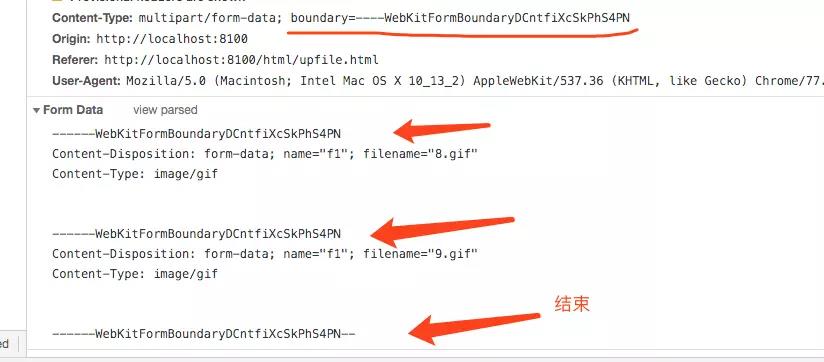 Content-Type: multipart/form-data; boundary=----WebKitFormBoundaryDCntfiXcSkPhS4PN
Origin: http://localhost:8100
Referer: http://localhost:8100/html/upfile.html
User-Agent: Mozilla/5.0 (Macintosh; Intel Mac OS X 10_13_2) AppleWebKit/537.36 (KHTML, like Gecko) Chrome/77.
Form Data view parsed
------WebKitFormBoundaryDCntfiXcSkPhS4PN
Content-Disposition: form-data; name="f1"; filename="8.gif"
Content-Type: image/gif
------WebKitFormBoundaryDCntfiXcSkPhS4PN
Content-Disposition: form-data; name="f1"; filename="9.gif"
Content-Type: image/gif
结束
------WebKitFormBoundaryDCntfiXcSkPhS4PN--